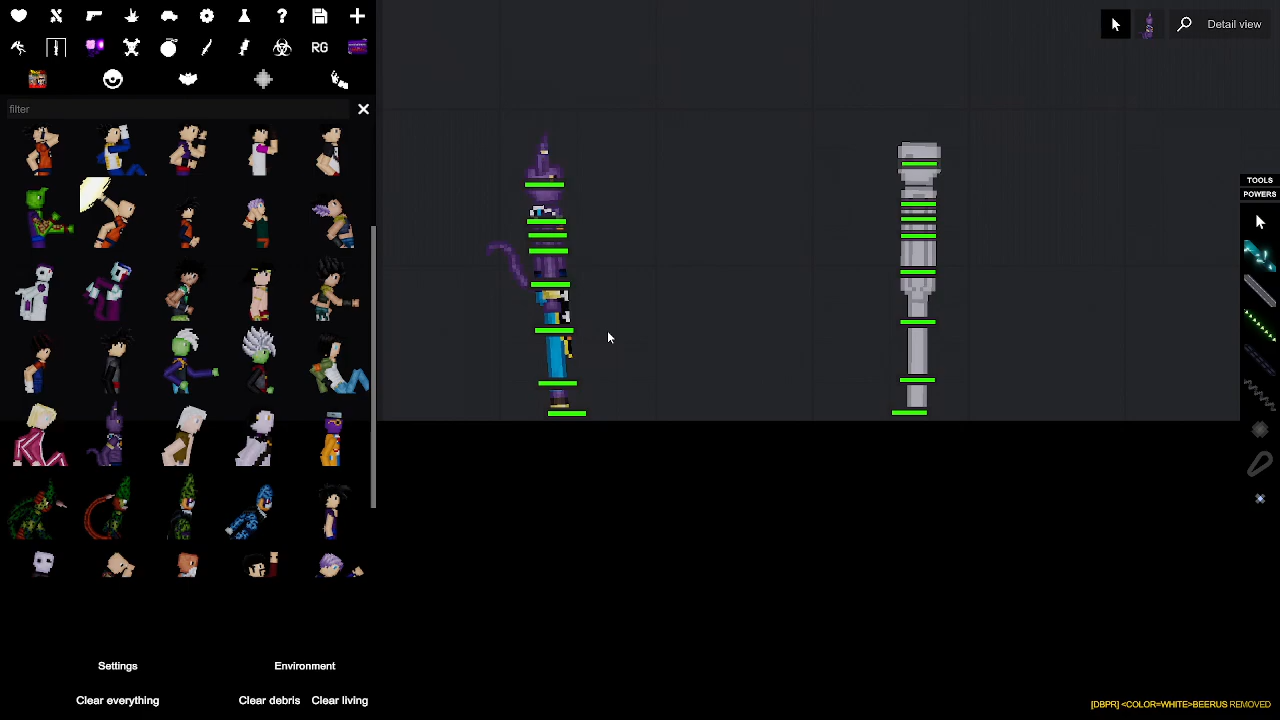 Detail view
RG
filter
TOOLS
POWERS
Settings
Environment
Clear everything
Clear debris
Clear living
[DBPR] <COLOR=WHITE>BEERUS REMOVED